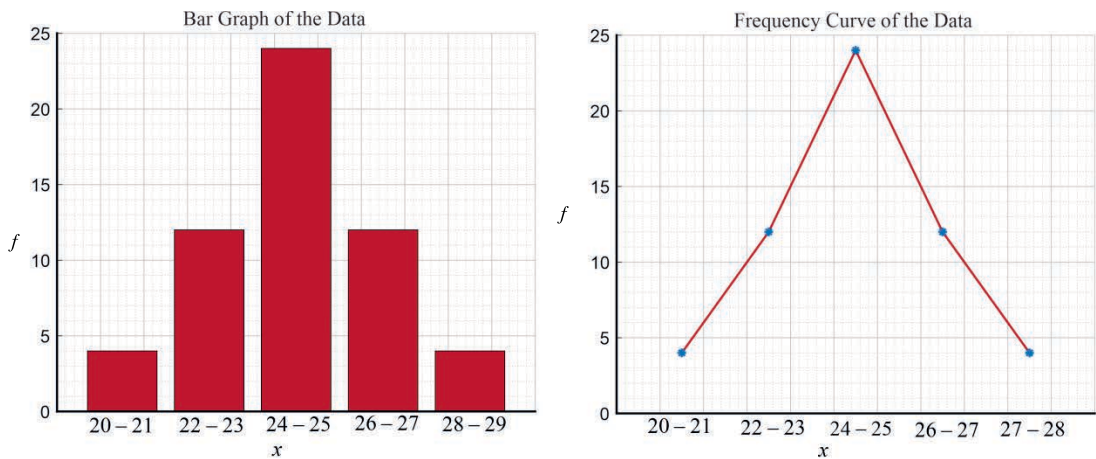 Bar Graph of the Data
25
20
15
10
5
0
f
20 – 21 22 – 23 24 – 25 26 – 27 28 – 29
x
Frequency Curve of the Data
25
20
15
10
5
0
f
20 – 21 22 – 23 24 – 25 26 – 27 27 – 28
x